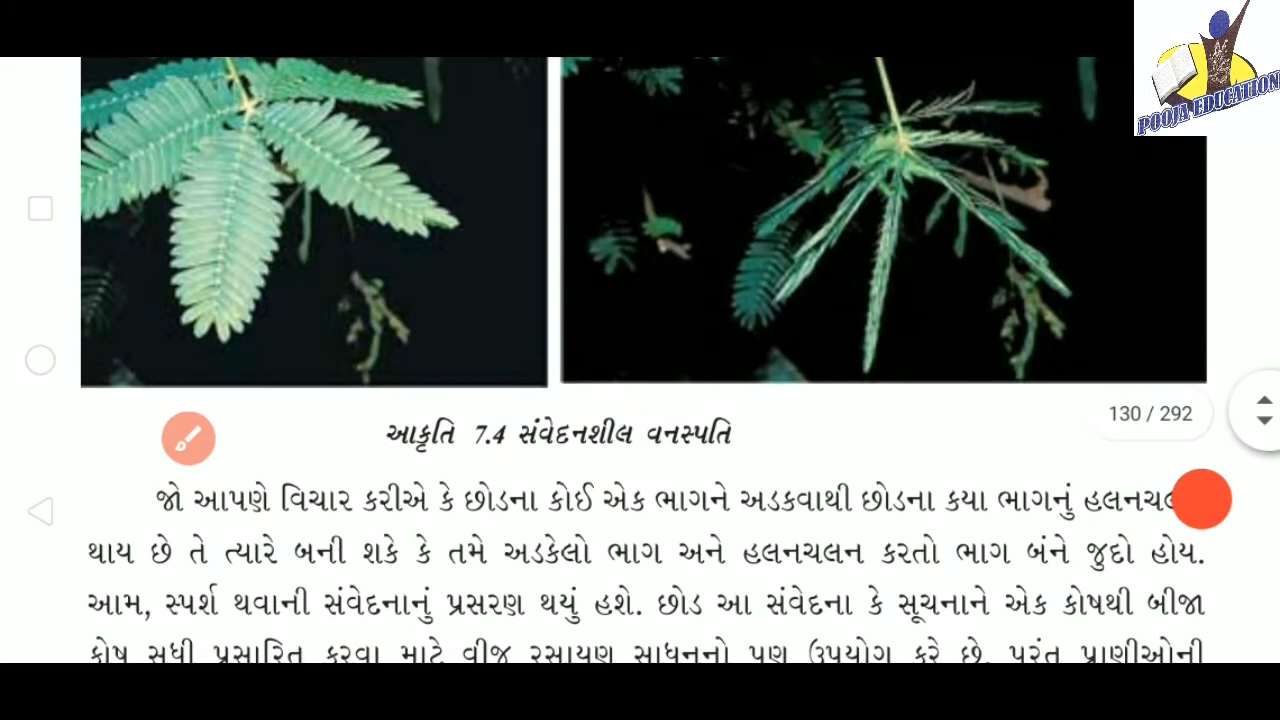 POOJA EDUCATION
130 / 292
આકૃતિ 7.4 સંવેદનશીલ વનસ્પતિ
જો આપણે વિચાર કરીએ કે છોડના કોઈ એક ભાગને અડકવાથી છોડના કયા ભાગનું
થાય છે તે ત્યારે બની શકે કે તમે અડકેલો ભાગ અને હલનચલન કરતો ભાગ બંને જુદો હોય.
આમ, સ્પર્શ થવાની સંવેદનાનું પ્રસરણ થયું હશે. છોડ આ સંવેદના કે સૂચનાને એક કોષથી બીજા
કોષ સુધી પ્રસારિત કરવા માટે વીજ રસાયણ સાધનનો પણ ઉપયોગ કરે છે. પરંતુ પ્રાણીઓની